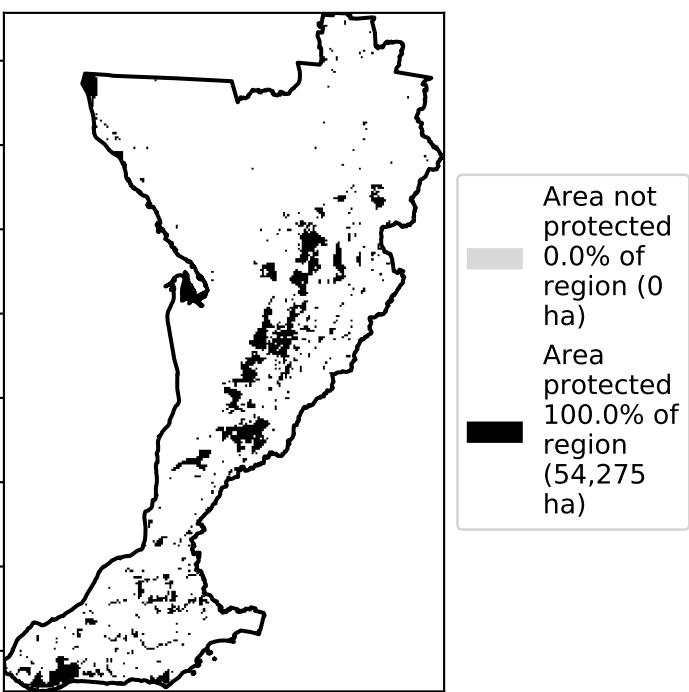 Area not
protected
0.0% of
region (0
ha)
Area
protected
100.0% of
region
(54,275
ha)